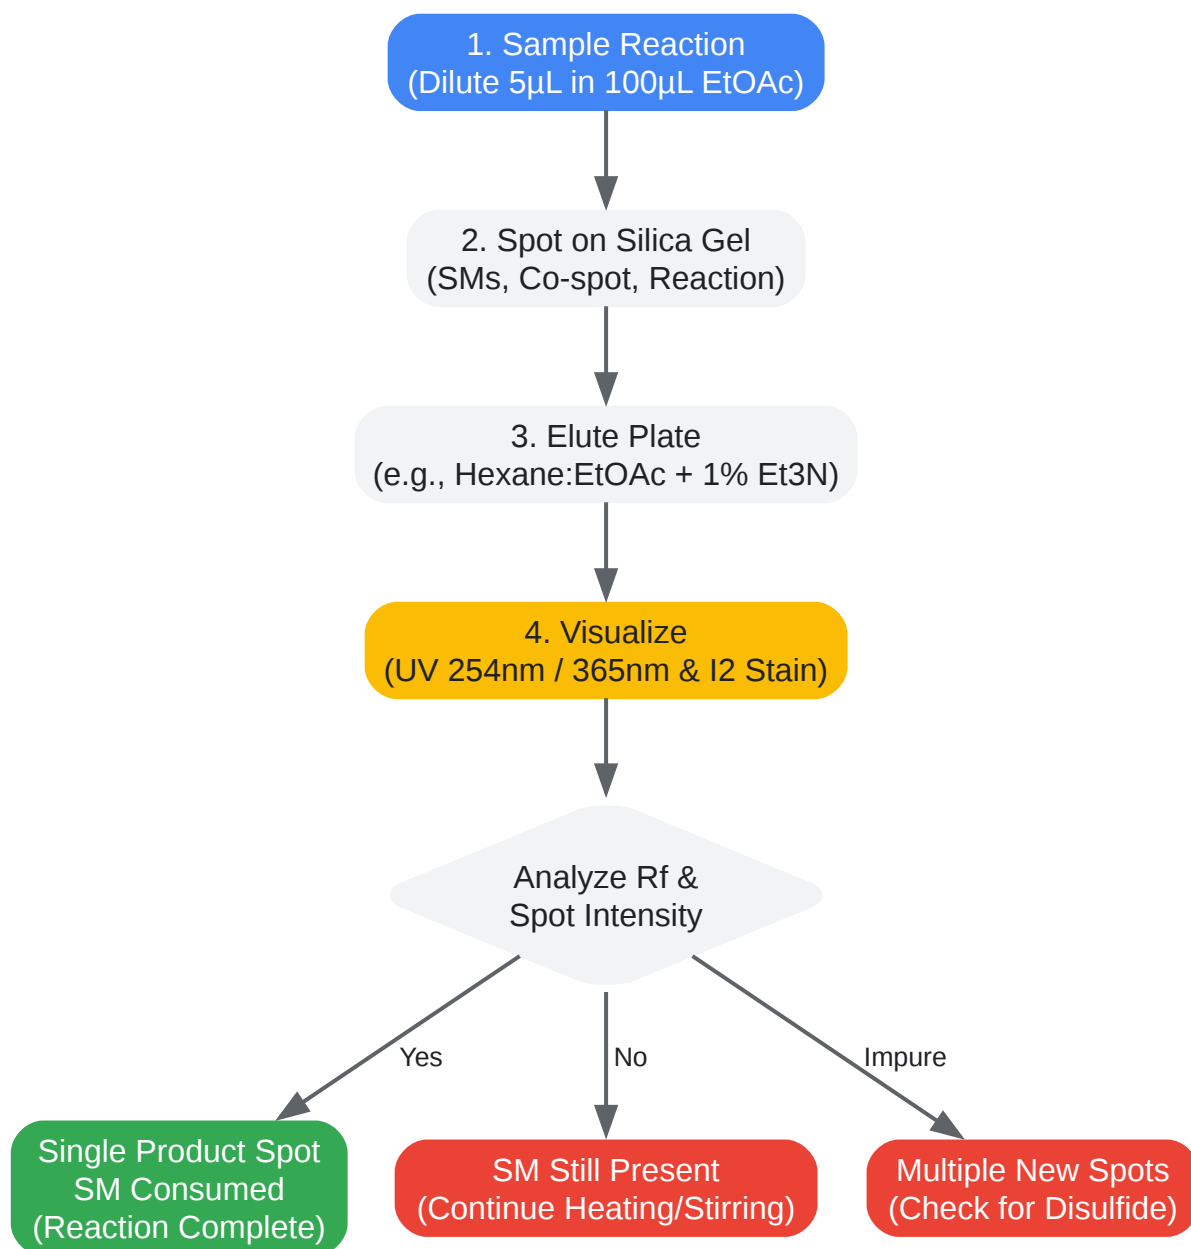 1. Sample Reaction
(Dilute 5µL in 100µL EtOAc)
2. Spot on Silica Gel
(SMs, Co-spot, Reaction)
3. Elute Plate
(e.g., Hexane:EtOAc + 1% Et3N)
4. Visualize
(UV 254nm / 365nm & I2 Stain)
Analyze Rf &
Spot Intensity
Yes
No
Impure
Single Product Spot
SM Consumed
(Reaction Complete)
SM Still Present
(Continue Heating/Stirring)
Multiple New Spots
(Check for Disulfide)